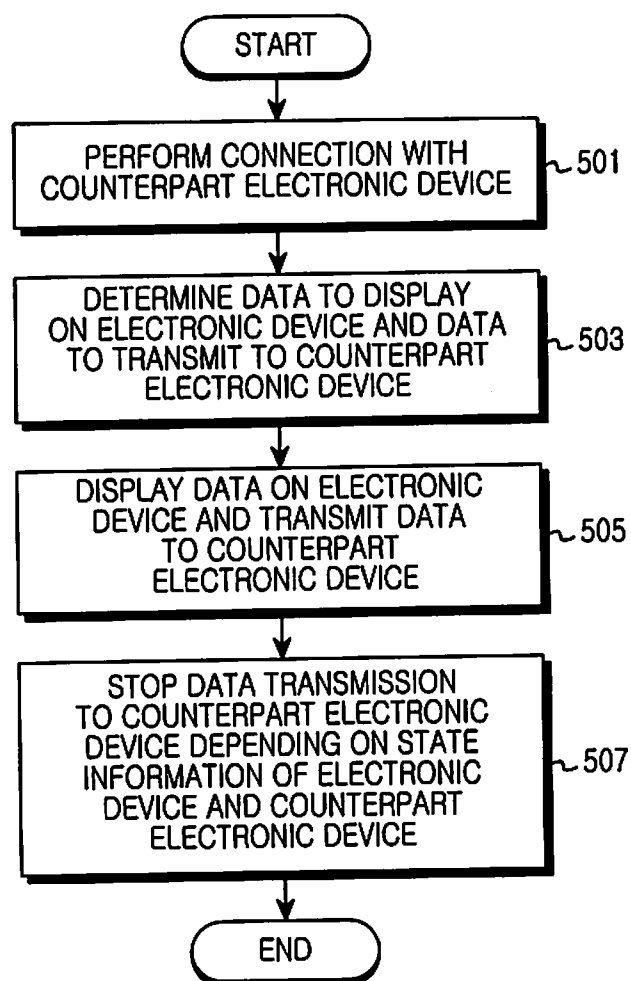 START
PERFORM CONNECTION WITH
COUNTERPART ELECTRONIC DEVICE
501
DETERMINE DATA TO DISPLAY
ON ELECTRONIC DEVICE AND DATA
TO TRANSMIT TO COUNTERPART
ELECTRONIC DEVICE
503
DISPLAY DATA ON ELECTRONIC
DEVICE AND TRANSMIT DATA
TO COUNTERPART
ELECTRONIC DEVICE
505
STOP DATA TRANSMISSION
TO COUNTERPART ELECTRONIC
DEVICE DEPENDING ON STATE
INFORMATION OF ELECTRONIC
DEVICE AND COUNTERPART
ELECTRONIC DEVICE
507
END